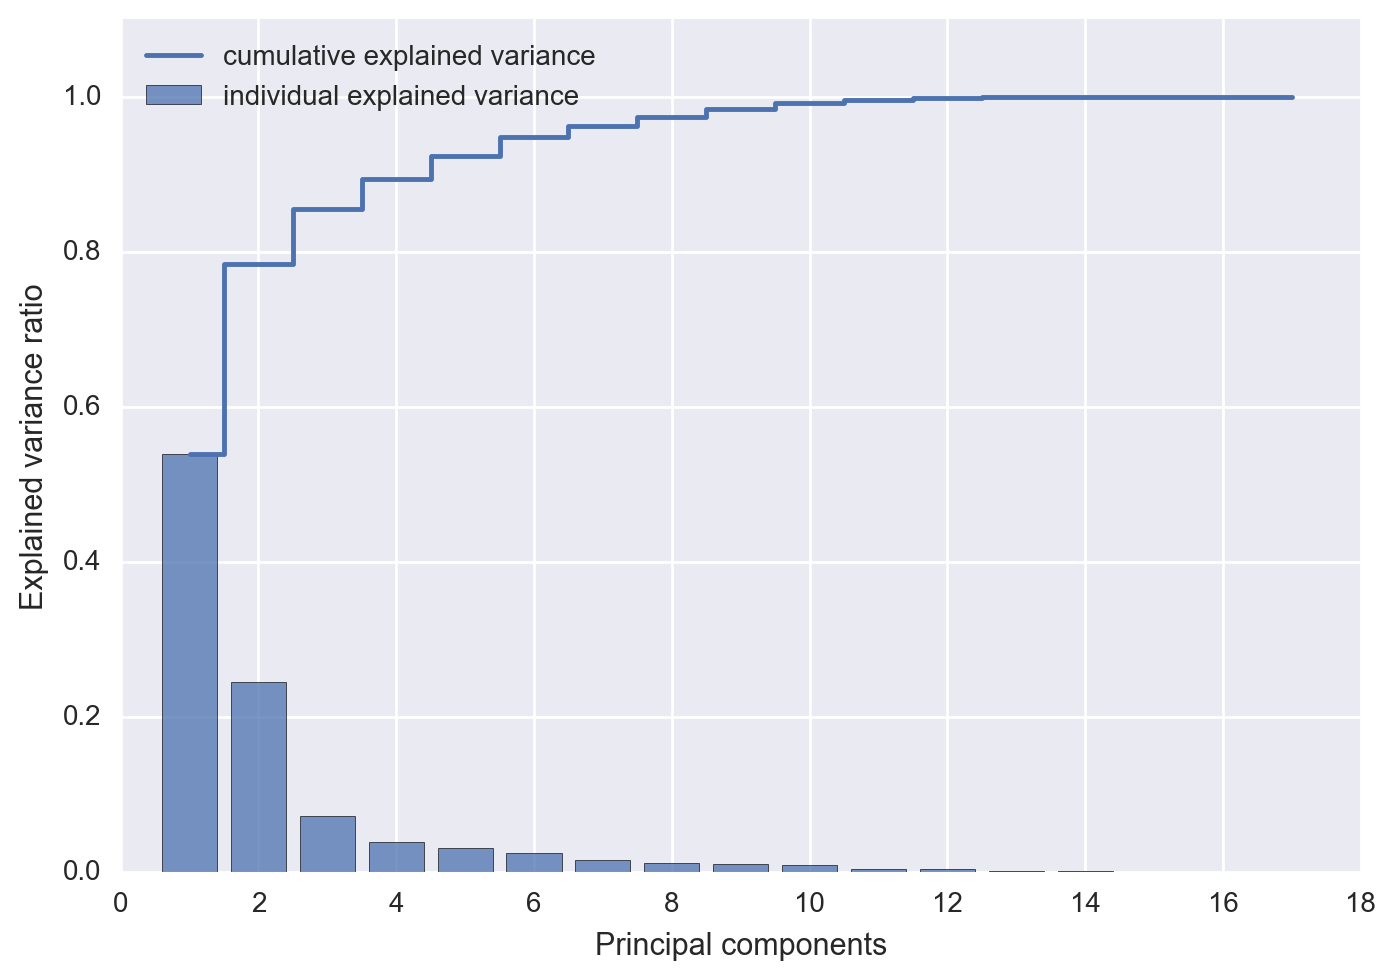 cumulative explained variance
individual explained variance
1.0
0.8
0.6
0.4
0.2
0.0
Explained variance ratio
0 2 4 6 8 10 12 14 16 18
Principal components